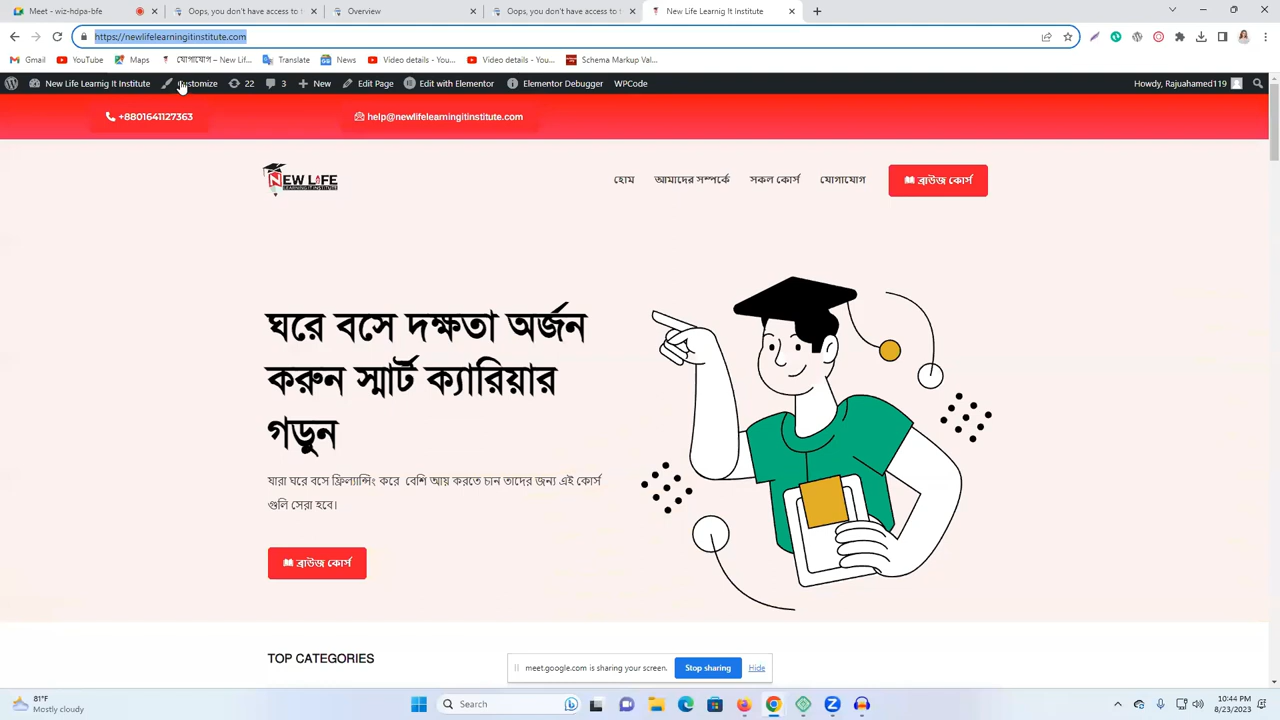 Meet - wiz-hdpa-bfe
Oops, you don't have access to
Overview
Oops, you don't have access to
New Life Learnig It Institute
https://newlifelearningitinstitute.com
Gmail
YouTube
Maps
যোগাযোগ – New Lif...
Translate
News
Video details - You...
Video details - You...
Schema Markup Val...
New Life Learnig It Institute
Customize
22
3
New
Edit Page
Edit with Elementor
Elementor Debugger
WPCode
Howdy, Rajuahamed119
+8801641127363
help@newlifelearningitinstitute.com
NEW LIFE
LEARNING IT INSTITUTE
হোম
আমাদের সম্পর্কে
সকল কোর্স
যোগাযোগ
ব্রাউজ কোর্স
ঘরে বসে দক্ষতা অর্জন
করুন স্মার্ট ক্যারিয়ার
গড়ুন
যারা ঘরে বসে ফ্রিল্যান্সিং করে বেশি আয় করতে চান তাদের জন্য এই কোর্স
গুলি সেরা হবে।
ব্রাউজ কোর্স
TOP CATEGORIES
meet.google.com is sharing your screen.
Stop sharing
Hide
81°F
Mostly cloudy
Search
10:44 PM
8/23/2023